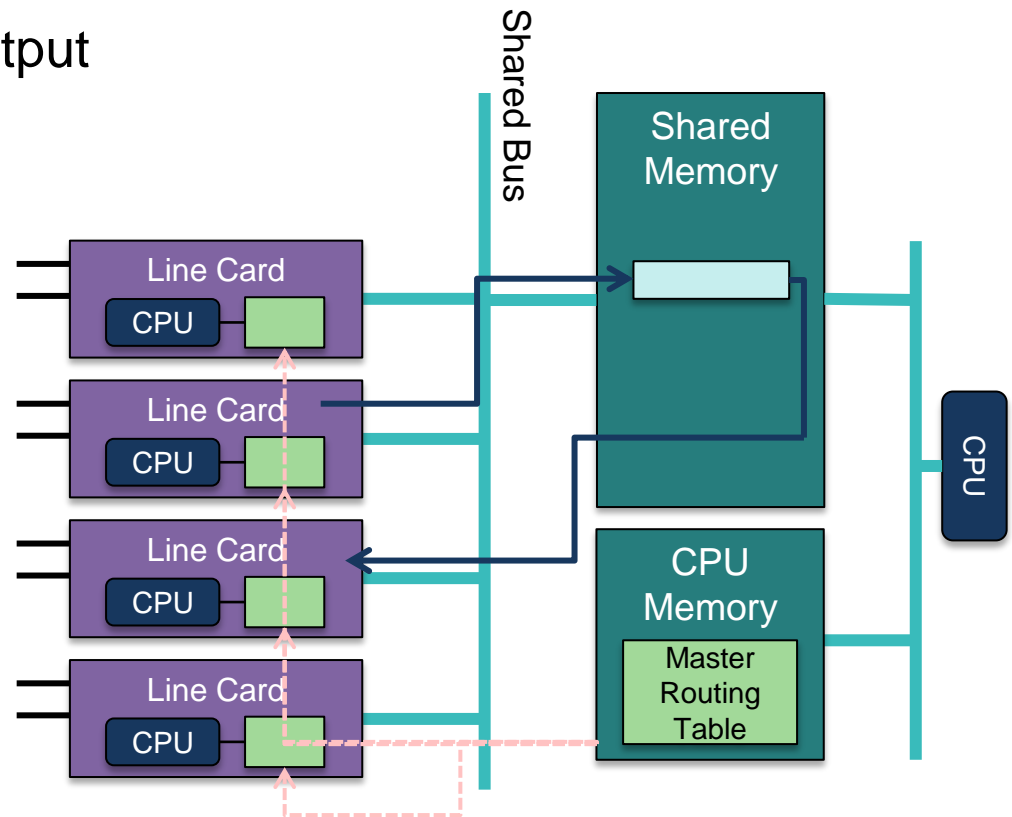 tput
Shared Bus
Shared
Memory
Line Card
CPU
Line Card
CPU
Line Card
CPU
Line Card
CPU
CPU
Memory
Master
Routing
Table
CPU